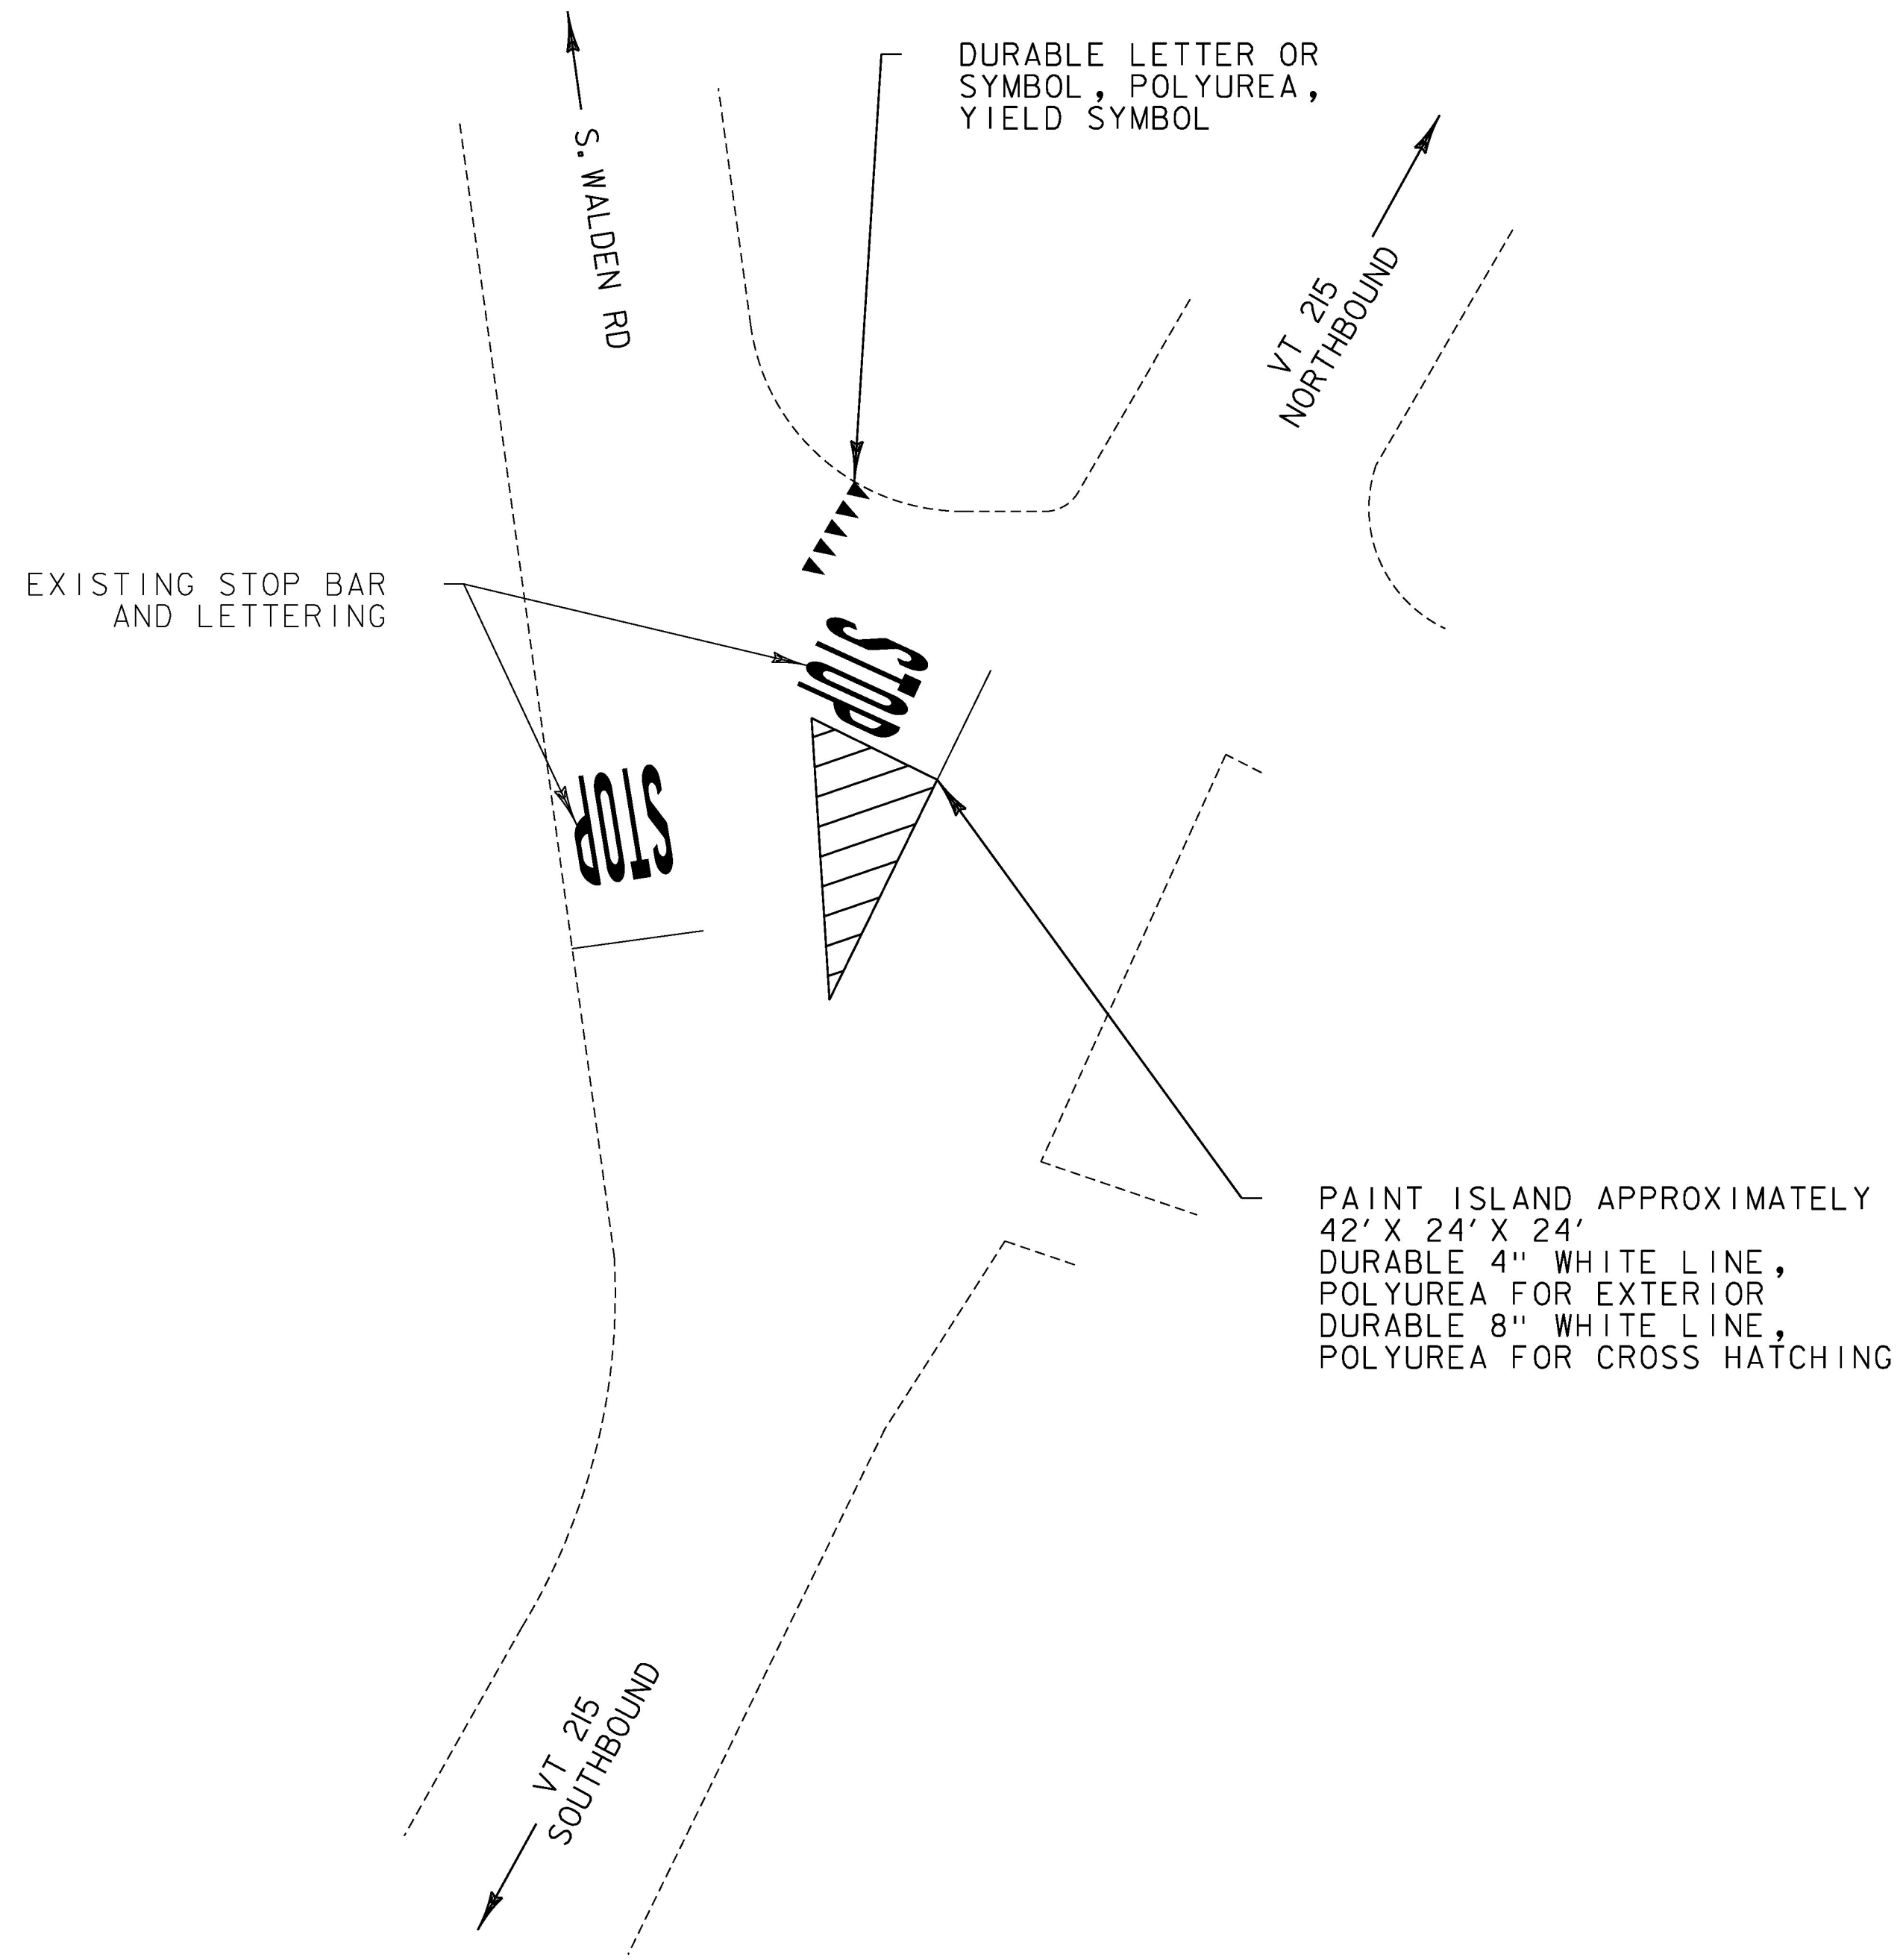 DURABLE LETTER OR
SYMBOL, POLYUREA,
YIELD SYMBOL
S. WALDEN RD
VT 215
NORTHBOUND
EXISTING STOP BAR
AND LETTERING
STOP
STOP
PAINT ISLAND APPROXIMATELY
42' X 24' X 24'
DURABLE 4" WHITE LINE,
POLYUREA FOR EXTERIOR
DURABLE 8" WHITE LINE,
POLYUREA FOR CROSS HATCHING
VT 215
SOUTHBOUND